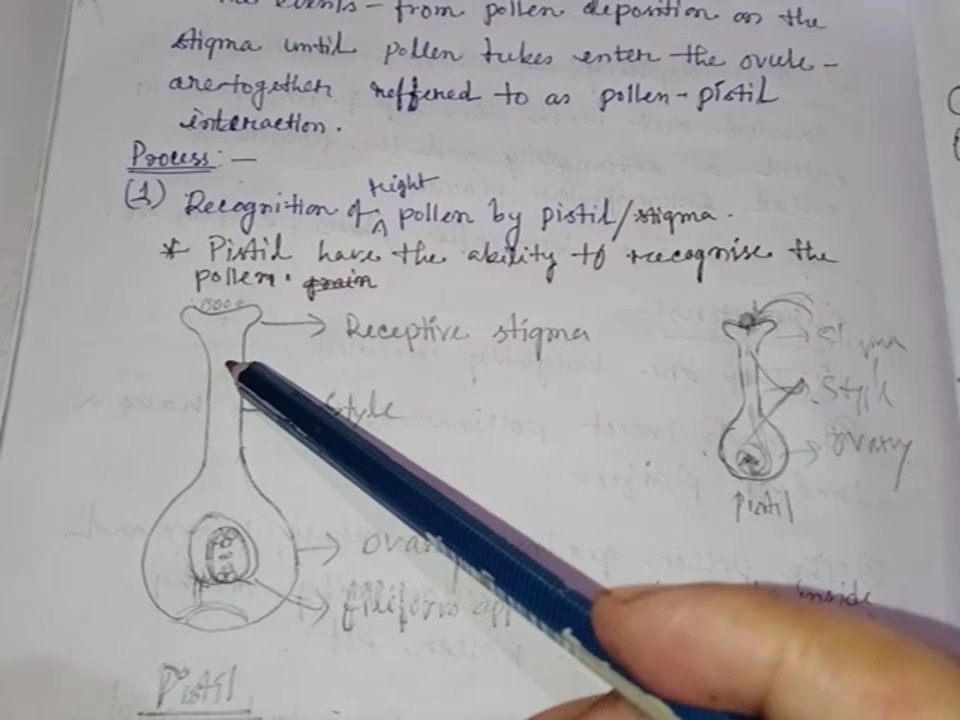 events - from pollen deposition on the
stigma until pollen tubes enter the ovule -
are together reffered to as pollen - pistil
interaction.
Process: -
(1) Recognition of right pollen by pistil/stigma.
* Pistil have the ability to recognise the
pollen. grain
Receptive stigma
Style
ovary
filiform app
Pistil
Stigma
Style
Ovary
Pistil
inside